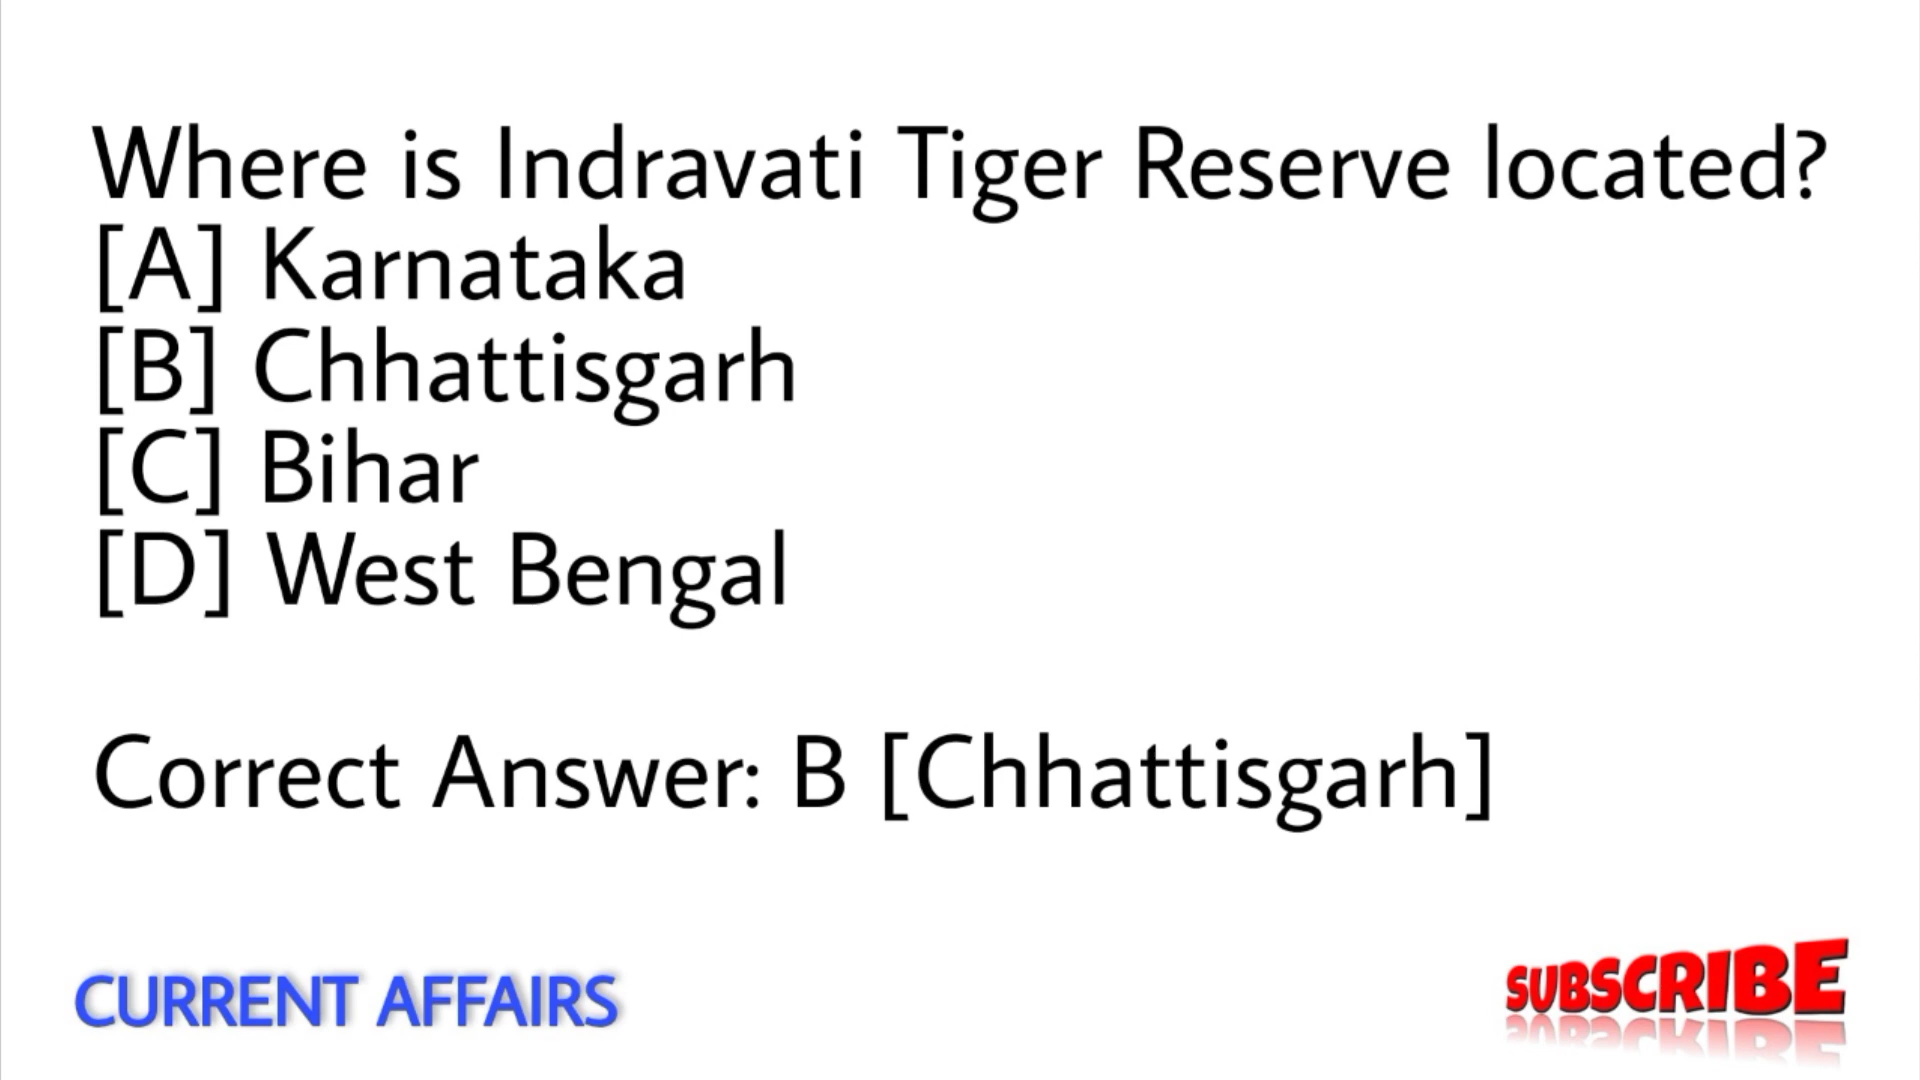 Where is Indravati Tiger Reserve located?
[A] Karnataka
[B] Chhattisgarh
[C] Bihar
[D] West Bengal
Correct Answer: B [Chhattisgarh]
CURRENT AFFAIRS
SUBSCRIBE